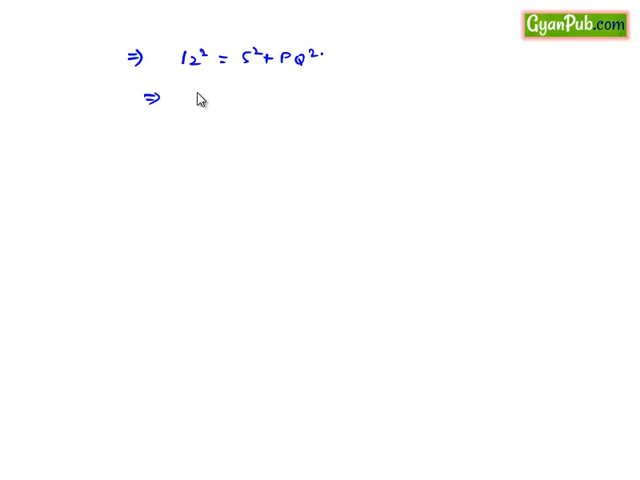 GyanPub.com
⇒ 12² = 5² + PQ².
⇒